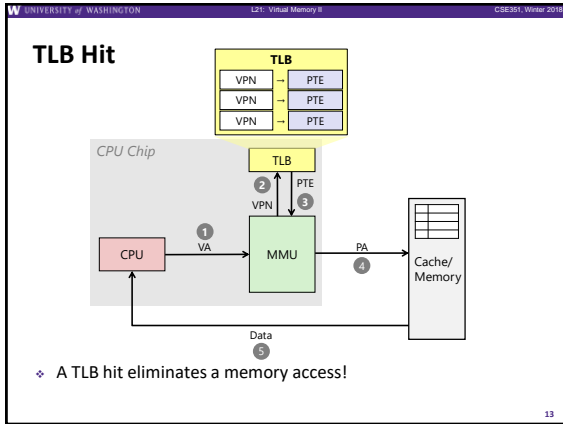 W UNIVERSITY of WASHINGTON L21: Virtual Memory II CSE351, Winter 2018
TLB Hit
TLB
VPN → PTE
VPN → PTE
VPN → PTE
CPU Chip
TLB
2 PTE
VPN 3
1
VA
CPU
MMU
PA
4
Cache/
Memory
Data
5
❖ A TLB hit eliminates a memory access!
13